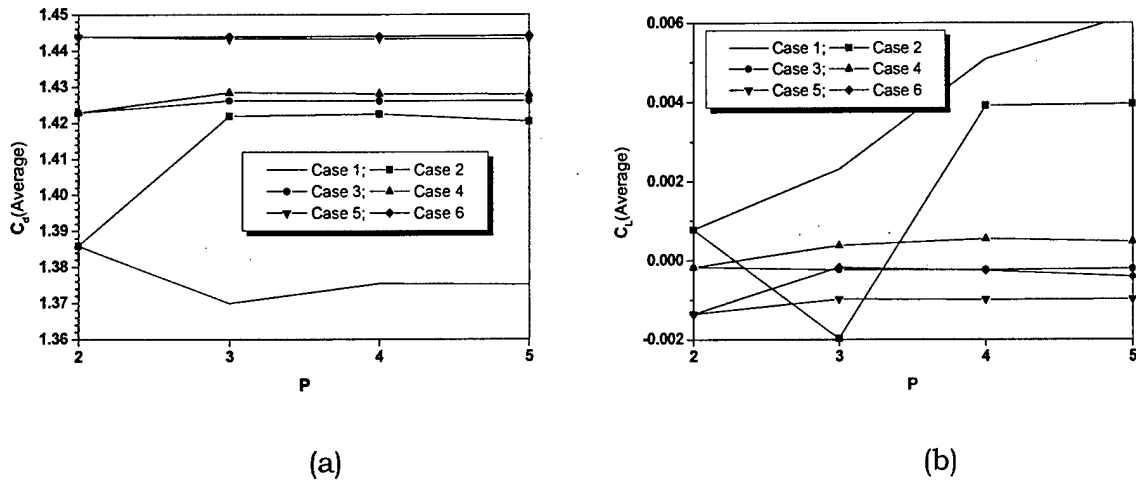 1.45
1.44
1.43
1.42
1.41
1.40
1.39
1.38
1.37
1.36
Cd(Average)
Case 1; Case 2
Case 3; Case 4
Case 5; Case 6
2 3 4 5
P
(a)
0.006
0.004
0.002
0.000
-0.002
CL(Average)
Case 1; Case 2
Case 3; Case 4
Case 5; Case 6
2 3 4 5
P
(b)